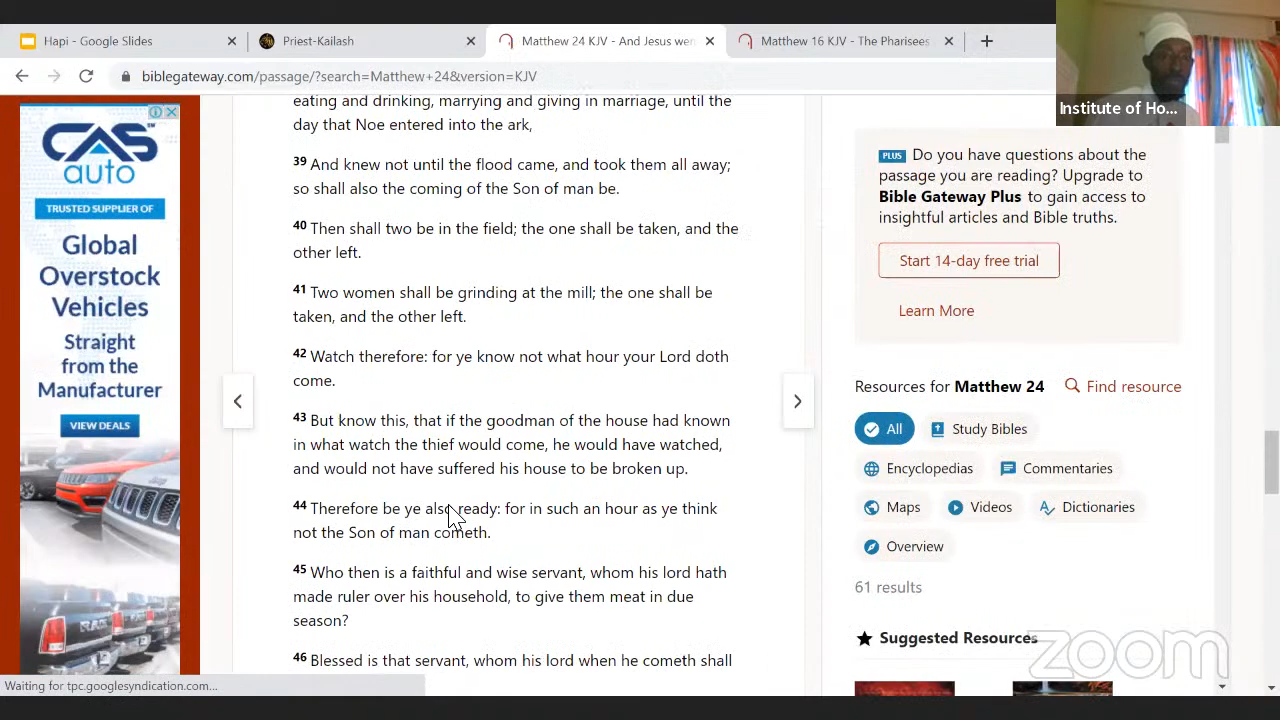 Hapi - Google Slides
Priest-Kailash
Matthew 24 KJV - And Jesus wen
Matthew 16 KJV - The Pharisees
biblegateway.com/passage/?search=Matthew+24&version=KJV
Institute of Ho...
CAS
auto
TRUSTED SUPPLIER OF
Global
Overstock
Vehicles
Straight
from the
Manufacturer
VIEW DEALS
eating and drinking, marrying and giving in marriage, until the
day that Noe entered into the ark,
39 And knew not until the flood came, and took them all away;
so shall also the coming of the Son of man be.
40 Then shall two be in the field; the one shall be taken, and the
other left.
41 Two women shall be grinding at the mill; the one shall be
taken, and the other left.
42 Watch therefore: for ye know not what hour your Lord doth
come.
43 But know this, that if the goodman of the house had known
in what watch the thief would come, he would have watched,
and would not have suffered his house to be broken up.
44 Therefore be ye also ready: for in such an hour as ye think
not the Son of man cometh.
45 Who then is a faithful and wise servant, whom his lord hath
made ruler over his household, to give them meat in due
season?
46 Blessed is that servant, whom his lord when he cometh shall
PLUS Do you have questions about the
passage you are reading? Upgrade to
Bible Gateway Plus to gain access to
insightful articles and Bible truths.
Start 14-day free trial
Learn More
Resources for Matthew 24
Find resource
All
Study Bibles
Encyclopedias
Commentaries
Maps
Videos
Dictionaries
Overview
61 results
Suggested Resources
zoom
Waiting for tpc.googlesyndication.com...